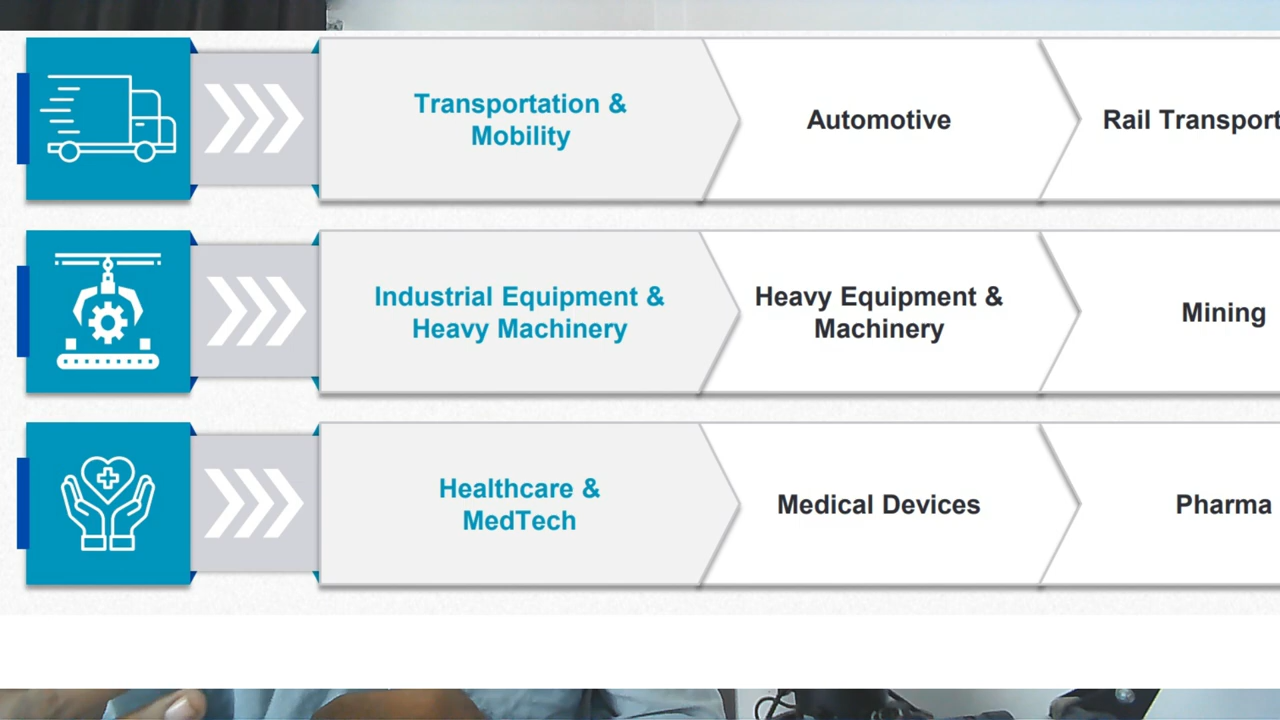 Transportation &
Mobility
Automotive
Rail Transport
Industrial Equipment &
Heavy Machinery
Heavy Equipment &
Machinery
Mining
Healthcare &
MedTech
Medical Devices
Pharma